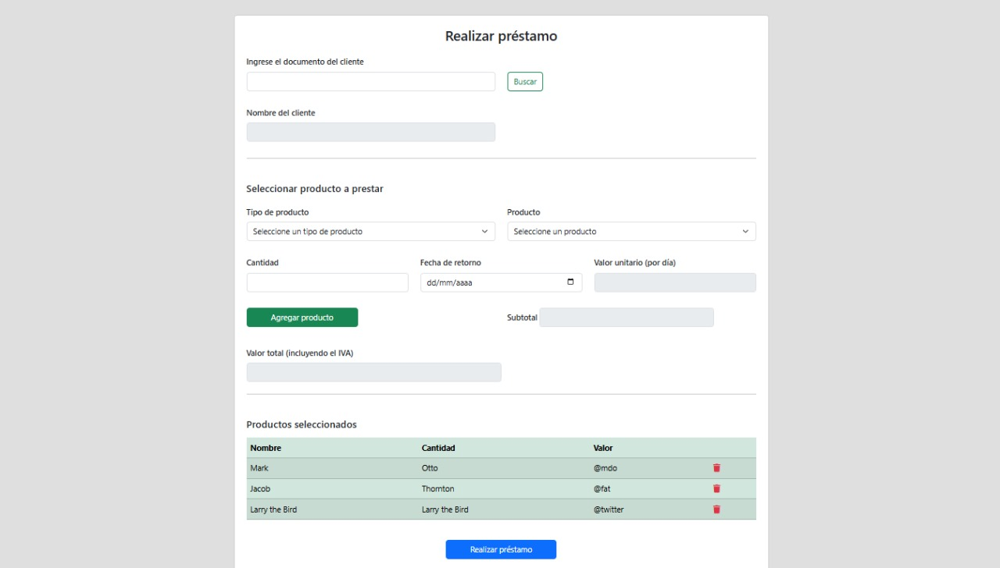 Realizar préstamo
Ingrese el documento del cliente
Buscar
Nombre del cliente
Seleccionar producto a prestar
Tipo de producto Producto
Seleccione un tipo de producto Seleccione un producto
Cantidad Fecha de retorno Valor unitario (por día)
dd/mm/aaaa
Agregar producto Subtotal
Valor total (incluyendo el IVA)
Productos seleccionados
Nombre Cantidad Valor
Mark Otto @mdo
Jacob Thornton @fat
Larry the Bird Larry the Bird @twitter
Realizar préstamo